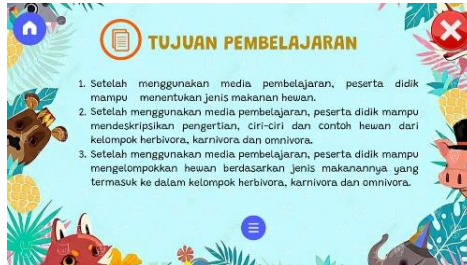 TUJUAN PEMBELAJARAN
1. Setelah menggunakan media pembelajaran, peserta didik
mampu menentukan jenis makanan hewan.
2. Setelah menggunakan media pembelajaran, peserta didik mampu
mendeskripsikan pengertian, ciri-ciri dan contoh hewan dari
kelompok herbivora, karnivora dan omnivora.
3. Setelah menggunakan media pembelajaran, peserta didik mampu
mengelompokkan hewan berdasarkan jenis makanannya yang
termasuk ke dalam kelompok herbivora, karnivora dan omnivora.